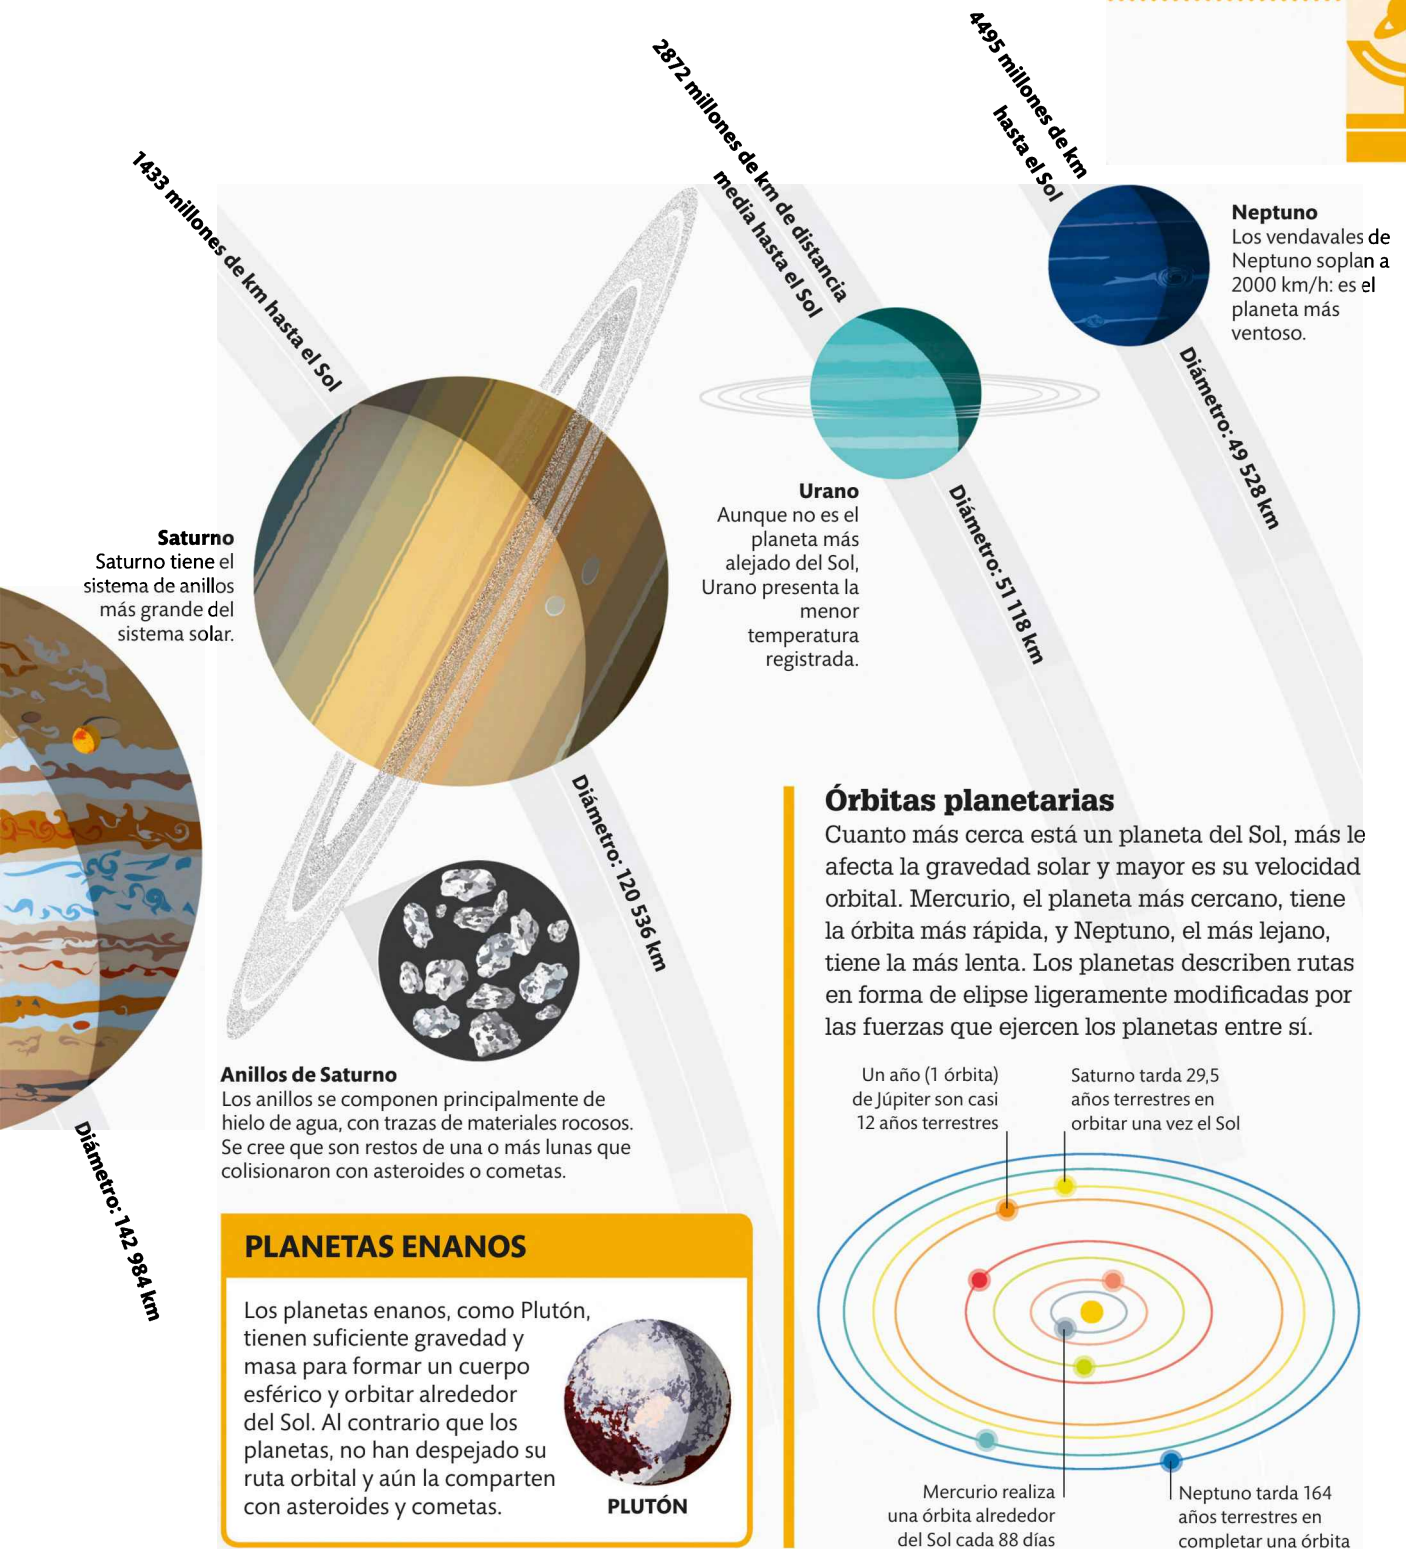 4495 millones de km
hasta el Sol
2872 millones de km de distancia
media hasta el Sol
1433 millones de km hasta el Sol
Neptuno
Los vendavales de
Neptuno soplan a
2000 km/h: es el
planeta más
ventoso.
Diámetro: 49 528 km
Urano
Aunque no es el
planeta más
alejado del Sol,
Urano presenta la
menor
temperatura
registrada.
Diámetro: 51 118 km
Saturno
Saturno tiene el
sistema de anillos
más grande del
sistema solar.
Diámetro: 120 536 km
Anillos de Saturno
Los anillos se componen principalmente de
hielo de agua, con trazas de materiales rocosos.
Se cree que son restos de una o más lunas que
colisionaron con asteroides o cometas.
Diámetro: 142 984 km
PLANETAS ENANOS
Los planetas enanos, como Plutón,
tienen suficiente gravedad y
masa para formar un cuerpo
esférico y orbitar alrededor
del Sol. Al contrario que los
planetas, no han despejado su
ruta orbital y aún la comparten
con asteroides y cometas.
PLUTÓN
Órbitas planetarias
Cuanto más cerca está un planeta del Sol, más le
afecta la gravedad solar y mayor es su velocidad
orbital. Mercurio, el planeta más cercano, tiene
la órbita más rápida, y Neptuno, el más lejano,
tiene la más lenta. Los planetas describen rutas
en forma de elipse ligeramente modificadas por
las fuerzas que ejercen los planetas entre sí.
Un año (1 órbita)
de Júpiter son casi
12 años terrestres
Saturno tarda 29,5
años terrestres en
orbitar una vez el Sol
Mercurio realiza
una órbita alrededor
del Sol cada 88 días
Neptuno tarda 164
años terrestres en
completar una órbita